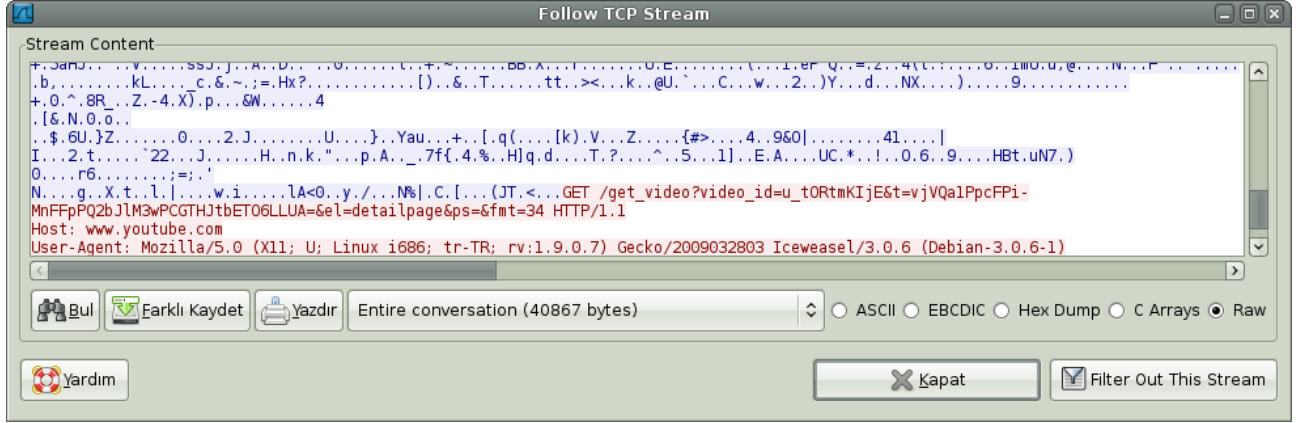 Follow TCP Stream
Stream Content
.b,........kL...._c.&.~.;=.Hx?............[)..&..T.......tt..><...k..@U.`...C...w...2..)Y...d...NX....).....9............
+.0.^.8R_..Z.-4.X).p...&W......4
.[&.N.0.o..
..$.6U.}Z.......0....2.J........U....}..Yau...+..[.q(....[k).V...Z.....{#>....4..9&O|........4l....|
I...2.t.....`22...J......H..n.k."...p.A.._.7f{.4.%..H]q.d....T.?....^..5...1]..E.A....UC.*..!..0.6..9....HBt.uN7.)
0....r6........;=;.'
N....g..X.t..l.|....w.i.....lA<0..y./...N%|.C.[...(JT.<...GET /get_video?video_id=u_tORtmKIjE&t=vjVQa1PpcFPi-
MnFFpPQ2bJlM3wPCGTHJtbETO6LLUA=&el=detailpage&ps=&fmt=34 HTTP/1.1
Host: www.youtube.com
User-Agent: Mozilla/5.0 (X11; U; Linux i686; tr-TR; rv:1.9.0.7) Gecko/2009032803 Iceweasel/3.0.6 (Debian-3.0.6-1)
Bul Farklı Kaydet Yazdır Entire conversation (40867 bytes) ASCII EBCDIC Hex Dump C Arrays Raw
Yardım Kapat Filter Out This Stream